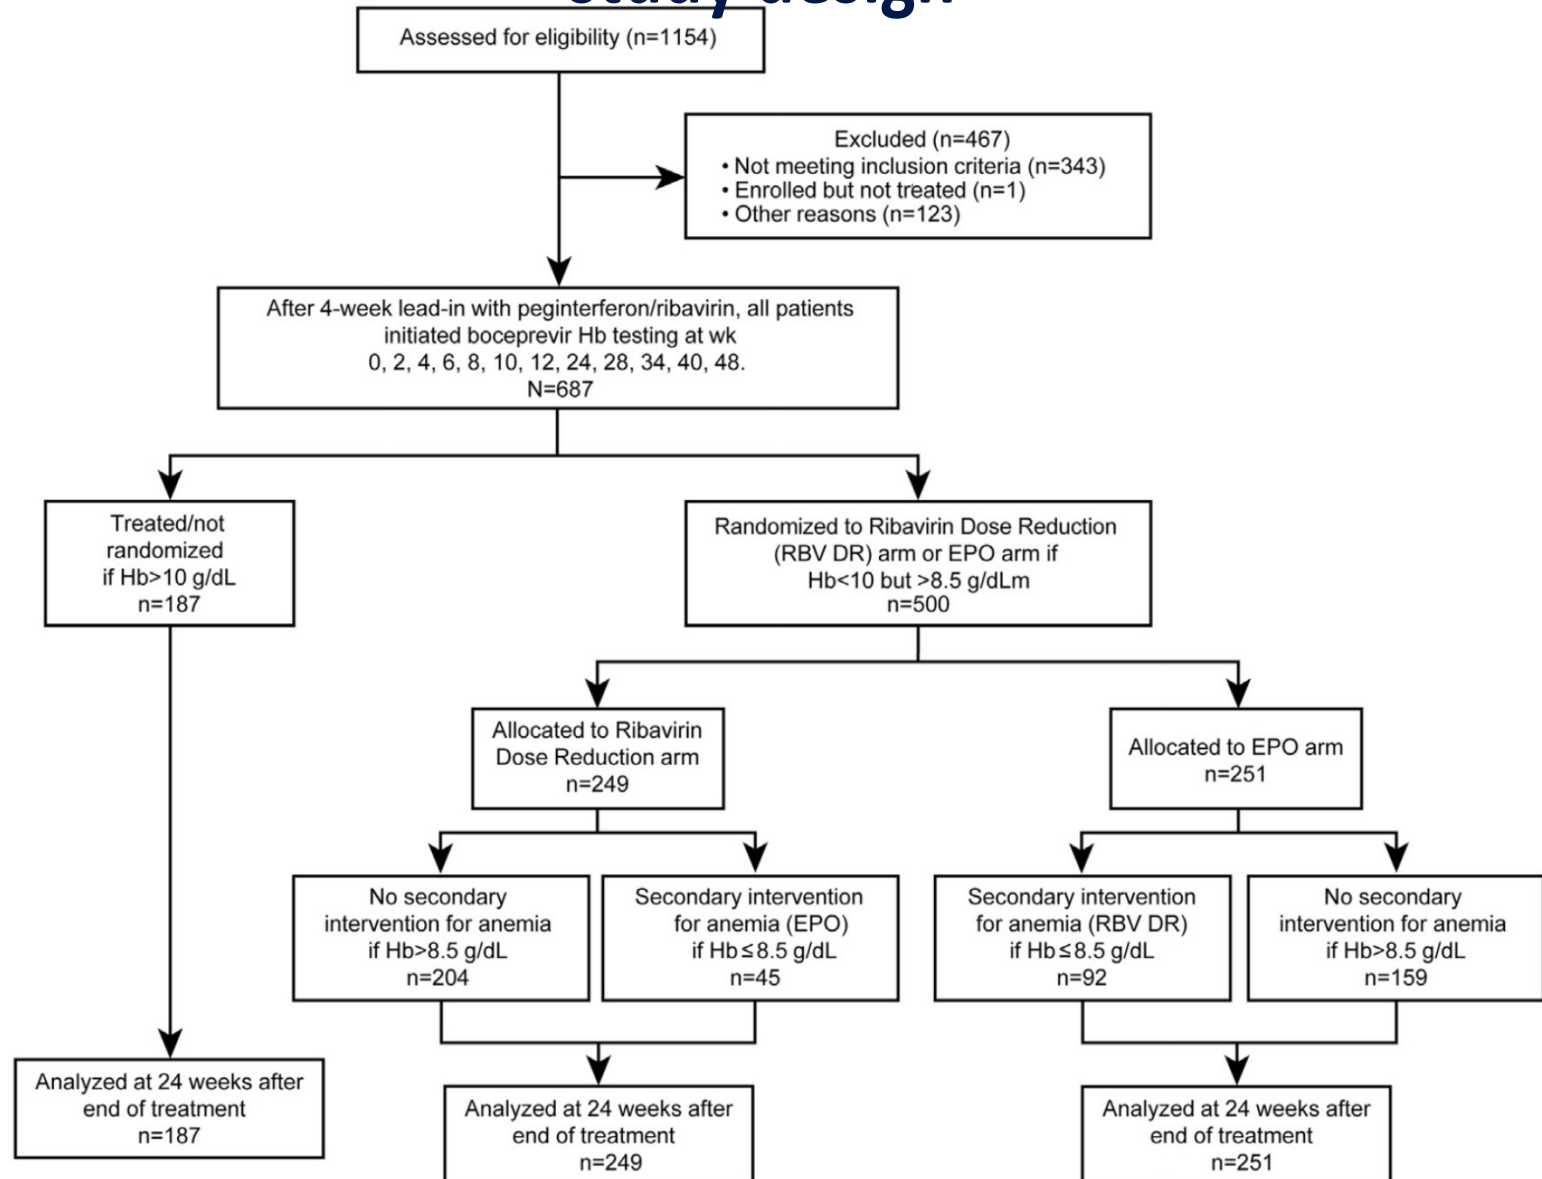 study design
Assessed for eligibility (n=1154)
Excluded (n=467)
• Not meeting inclusion criteria (n=343)
• Enrolled but not treated (n=1)
• Other reasons (n=123)
After 4-week lead-in with peginterferon/ribavirin, all patients
initiated boceprevir Hb testing at wk
0, 2, 4, 6, 8, 10, 12, 24, 28, 34, 40, 48.
N=687
Treated/not
randomized
if Hb>10 g/dL
n=187
Randomized to Ribavirin Dose Reduction
(RBV DR) arm or EPO arm if
Hb<10 but >8.5 g/dLm
n=500
Allocated to Ribavirin
Dose Reduction arm
n=249
Allocated to EPO arm
n=251
No secondary
intervention for anemia
if Hb>8.5 g/dL
n=204
Secondary intervention
for anemia (EPO)
if Hb≤8.5 g/dL
n=45
Secondary intervention
for anemia (RBV DR)
if Hb≤8.5 g/dL
n=92
No secondary
intervention for anemia
if Hb>8.5 g/dL
n=159
Analyzed at 24 weeks after
end of treatment
n=187
Analyzed at 24 weeks after
end of treatment
n=249
Analyzed at 24 weeks after
end of treatment
n=251